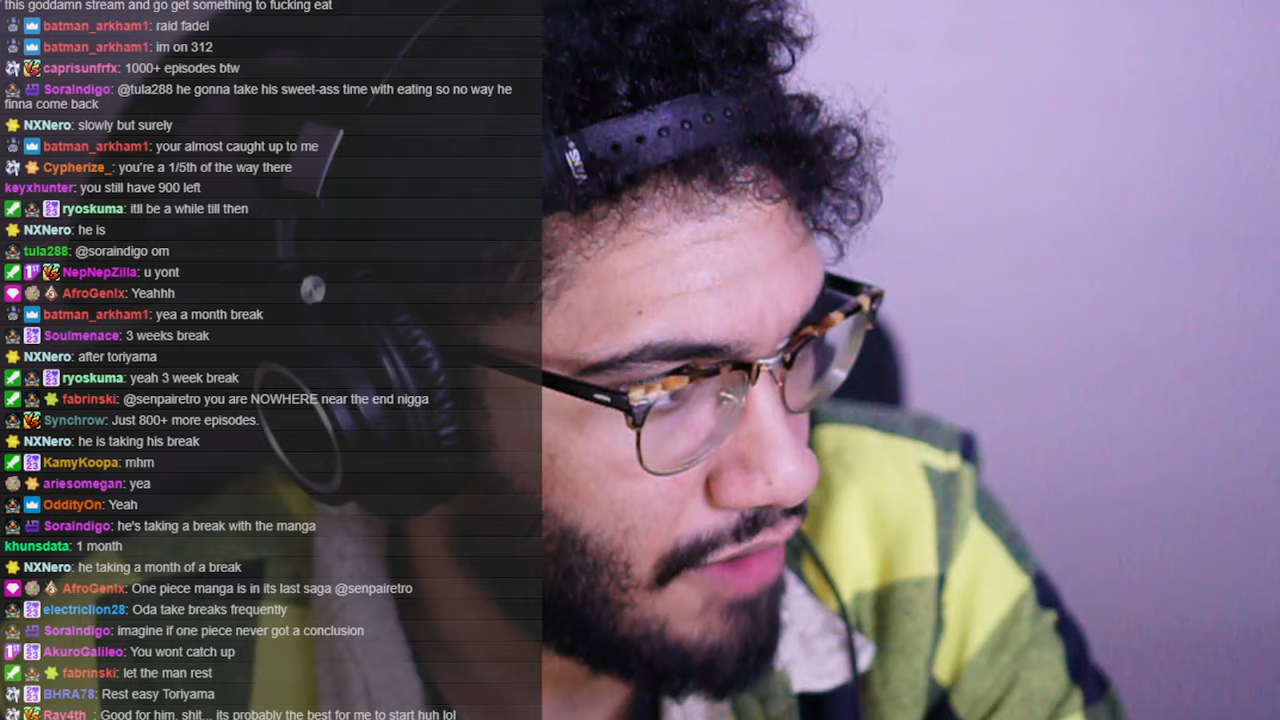 this goddamn stream and go get something to fucking eat
batman_arkham1: raid fadel
batman_arkham1: im on 312
caprisunfrfx: 1000+ episodes btw
SoraIndigo: @tula288 he gonna take his sweet-ass time with eating so no way he
finna come back
NXNero: slowly but surely
batman_arkham1: your almost caught up to me
Cypherize_: you're a 1/5th of the way there
keyxhunter: you still have 900 left
ryoskuma: itll be a while till then
NXNero: he is
tula288: @soraindigo om
NepNepZilla: u yont
AfroGenix: Yeahhh
batman_arkham1: yea a month break
Soulmenace: 3 weeks break
NXNero: after toriyama
ryoskuma: yeah 3 week break
fabrinski: @senpairetro you are NOWHERE near the end nigga
Synchrow: Just 800+ more episodes.
NXNero: he is taking his break
KamyKoopa: mhm
ariesomegan: yea
OddityOn: Yeah
SoraIndigo: he's taking a break with the manga
khunsdata: 1 month
NXNero: he taking a month of a break
AfroGenix: One piece manga is in its last saga @senpairetro
electriclion28: Oda take breaks frequently
SoraIndigo: imagine if one piece never got a conclusion
AkuroGalileo: You wont catch up
fabrinski: let the man rest
BHRA78: Rest easy Toriyama
Ray4th_: Good for him, shit... its probably the best for me to start huh lol